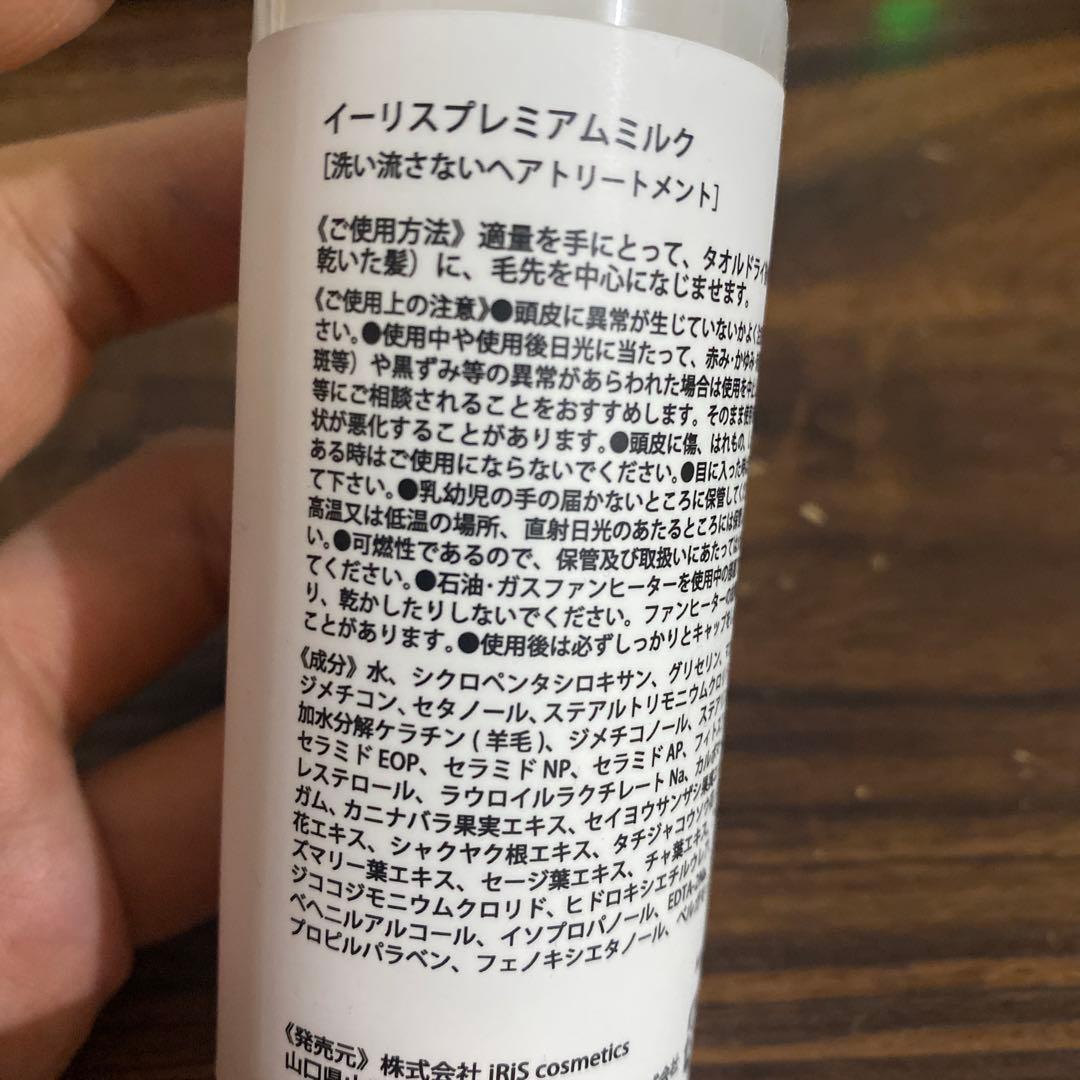 イーリスプレミアムミルク
[洗い流さないヘアトリートメント]
《ご使用方法》適量を手にとって、タオルドライ
乾いた髪）に、毛先を中心になじませます。
《ご使用上の注意》●頭皮に異常が生じていないかよく
さい。●使用中や使用後日光に当たって、赤み・かゆみ
斑等）や黒ずみ等の異常があらわれた場合は使用を中
等にご相談されることをおすすめします。そのまま
状が悪化することがあります。●頭皮に傷、はれもの、
ある時はご使用にならないでください。●目に入った
て下さい。●乳幼児の手の届かないところに保管して
高温又は低温の場所、直射日光のあたるところには
い。●可燃性であるので、保管及び取扱いにあたっては
てください。●石油・ガスファンヒーターを使用中の
り、乾かしたりしないでください。ファンヒーターの
ことがあります。●使用後は必ずしっかりとキャップを
《成分》水、シクロペンタシロキサン、グリセリン、
ジメチコン、セタノール、ステアルトリモニウムクロリ
加水分解ケラチン(羊毛)、ジメチコノール、ステア
セラミドEOP、セラミドNP、セラミドAP、フィトス
レステロール、ラウロイルラクチレートNa、カルボ
ガム、カニナバラ果実エキス、セイヨウサンザシ果実
花エキス、シャクヤク根エキス、タチジャコウソウ
ズマリー葉エキス、セージ葉エキス、チャ葉エキス、
ジココジモニウムクロリド、ヒドロキシエチルウレ
ベヘニルアルコール、イソプロパノール、EDTA-2Na
プロピルパラベン、フェノキシエタノール、
《発売元》株式会社 iRiS cosmetics
山口県